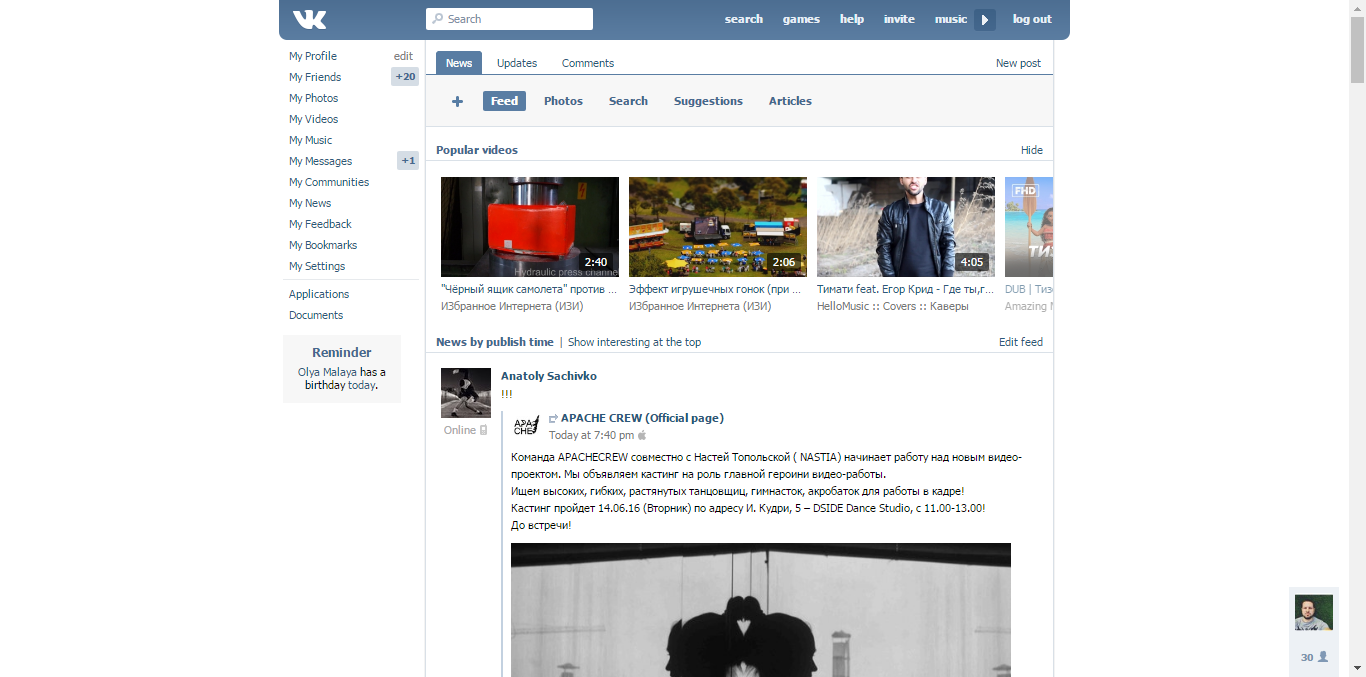 Search
search
games
help
invite
music
log out
My Profile
edit
My Friends
+20
My Photos
My Videos
My Music
My Messages
+1
My Communities
My News
My Feedback
My Bookmarks
My Settings
Applications
Documents
Reminder
Olya Malaya has a
birthday today.
News
Updates
Comments
New post
+
Feed
Photos
Search
Suggestions
Articles
Popular videos
Hide
Hydraulic press channel
2:40
2:06
4:05
FHD
"Чёрный ящик самолета" против ...
Эффект игрушечных гонок (при ...
Тимати feat. Егор Крид - Где ты,г...
DUB | Тиз
ИЗбранное Интернета (ИЗИ)
ИЗбранное Интернета (ИЗИ)
HelloMusic :: Covers :: Каверы
Amazing
News by publish time | Show interesting at the top
Edit feed
Anatoly Sachivko
!!!
Online
APACHE
APACHE CREW (Official page)
Today at 7:40 pm
Команда APACHECREW совместно с Настей Топольской ( NASTIA) начинает работу над новым видео-
проектом. Мы объявляем кастинг на роль главной героини видео-работы.
Ищем высоких, гибких, растянутых танцовщиц, гимнасток, акробаток для работы в кадре!
Кастинг пройдет 14.06.16 (Вторник) по адресу И. Кудри, 5 – DSIDE Dance Studio, с 11.00-13.00!
До встречи!
30